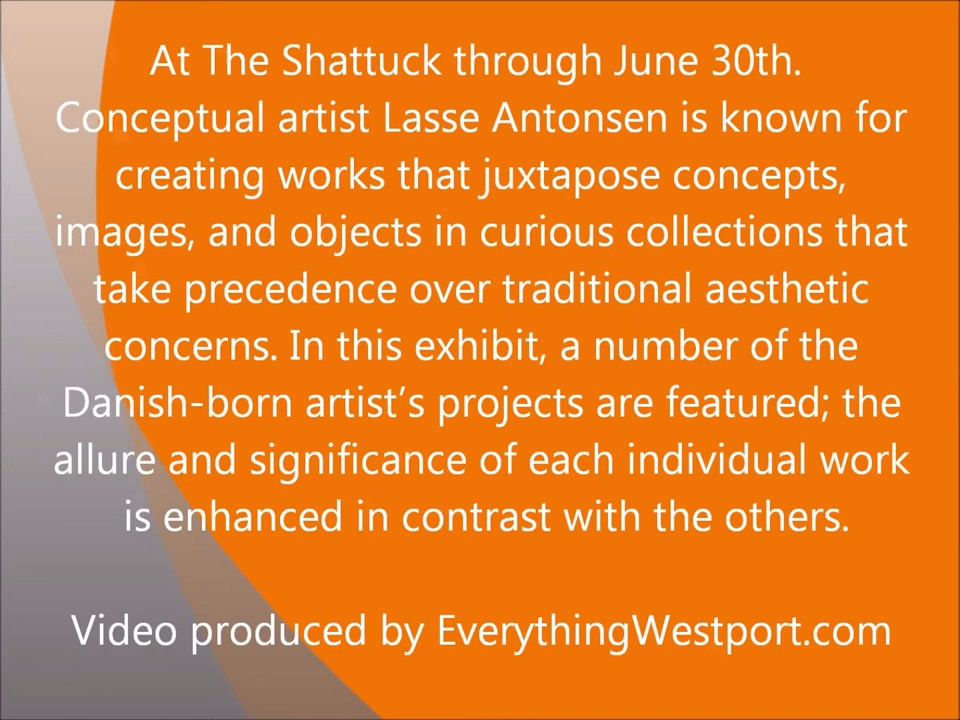 At The Shattuck through June 30th.
Conceptual artist Lasse Antonsen is known for
creating works that juxtapose concepts,
images, and objects in curious collections that
take precedence over traditional aesthetic
concerns. In this exhibit, a number of the
Danish-born artist’s projects are featured; the
allure and significance of each individual work
is enhanced in contrast with the others.
Video produced by EverythingWestport.com